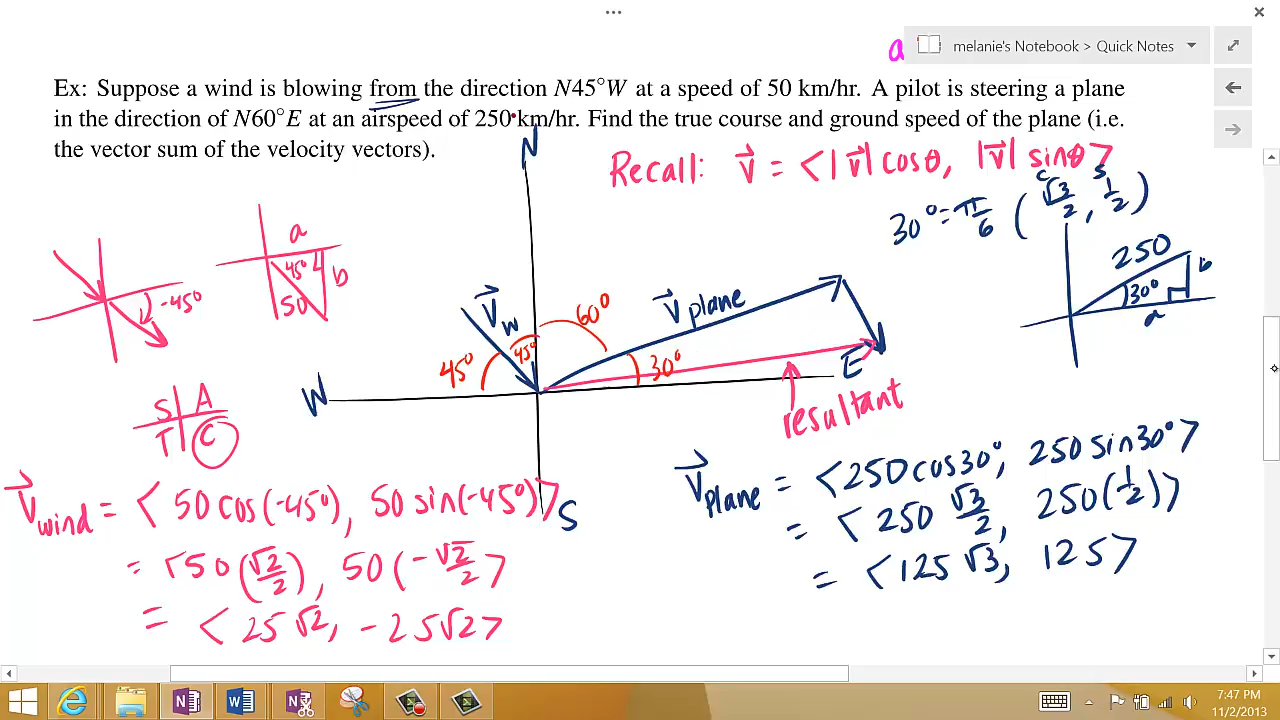 a
melanie's Notebook > Quick Notes
Ex: Suppose a wind is blowing from the direction N45°W at a speed of 50 km/hr. A pilot is steering a plane
in the direction of N60°E at an airspeed of 250 km/hr. Find the true course and ground speed of the plane (i.e.
the vector sum of the velocity vectors).
N
Recall: v = <|v| cosθ, |v| sinθ>
c s
30° = π/6 (√3/2, 1/2)
a
45°
b
50
-45°
250
30°
b
a
V w
60°
V plane
45°
45°
30°
W
E
resultant
S
S A
T C
V wind = <50 cos(-45°), 50 sin(-45°)>
= <50(√2/2), 50(-√2/2>
= <25√2, -25√2>
V plane = <250cos30°, 250 sin30°>
= <250 √3/2, 250(1/2)>
= <125√3, 125>
7:47 PM
11/2/2013